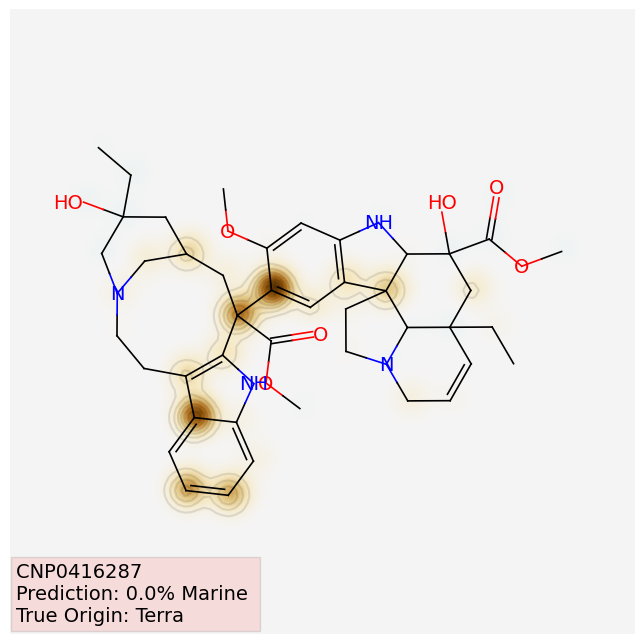 HO
O
NH
HO
O
O
N
O
NH
O
N
CNP0416287
Prediction: 0.0% Marine
True Origin: Terra